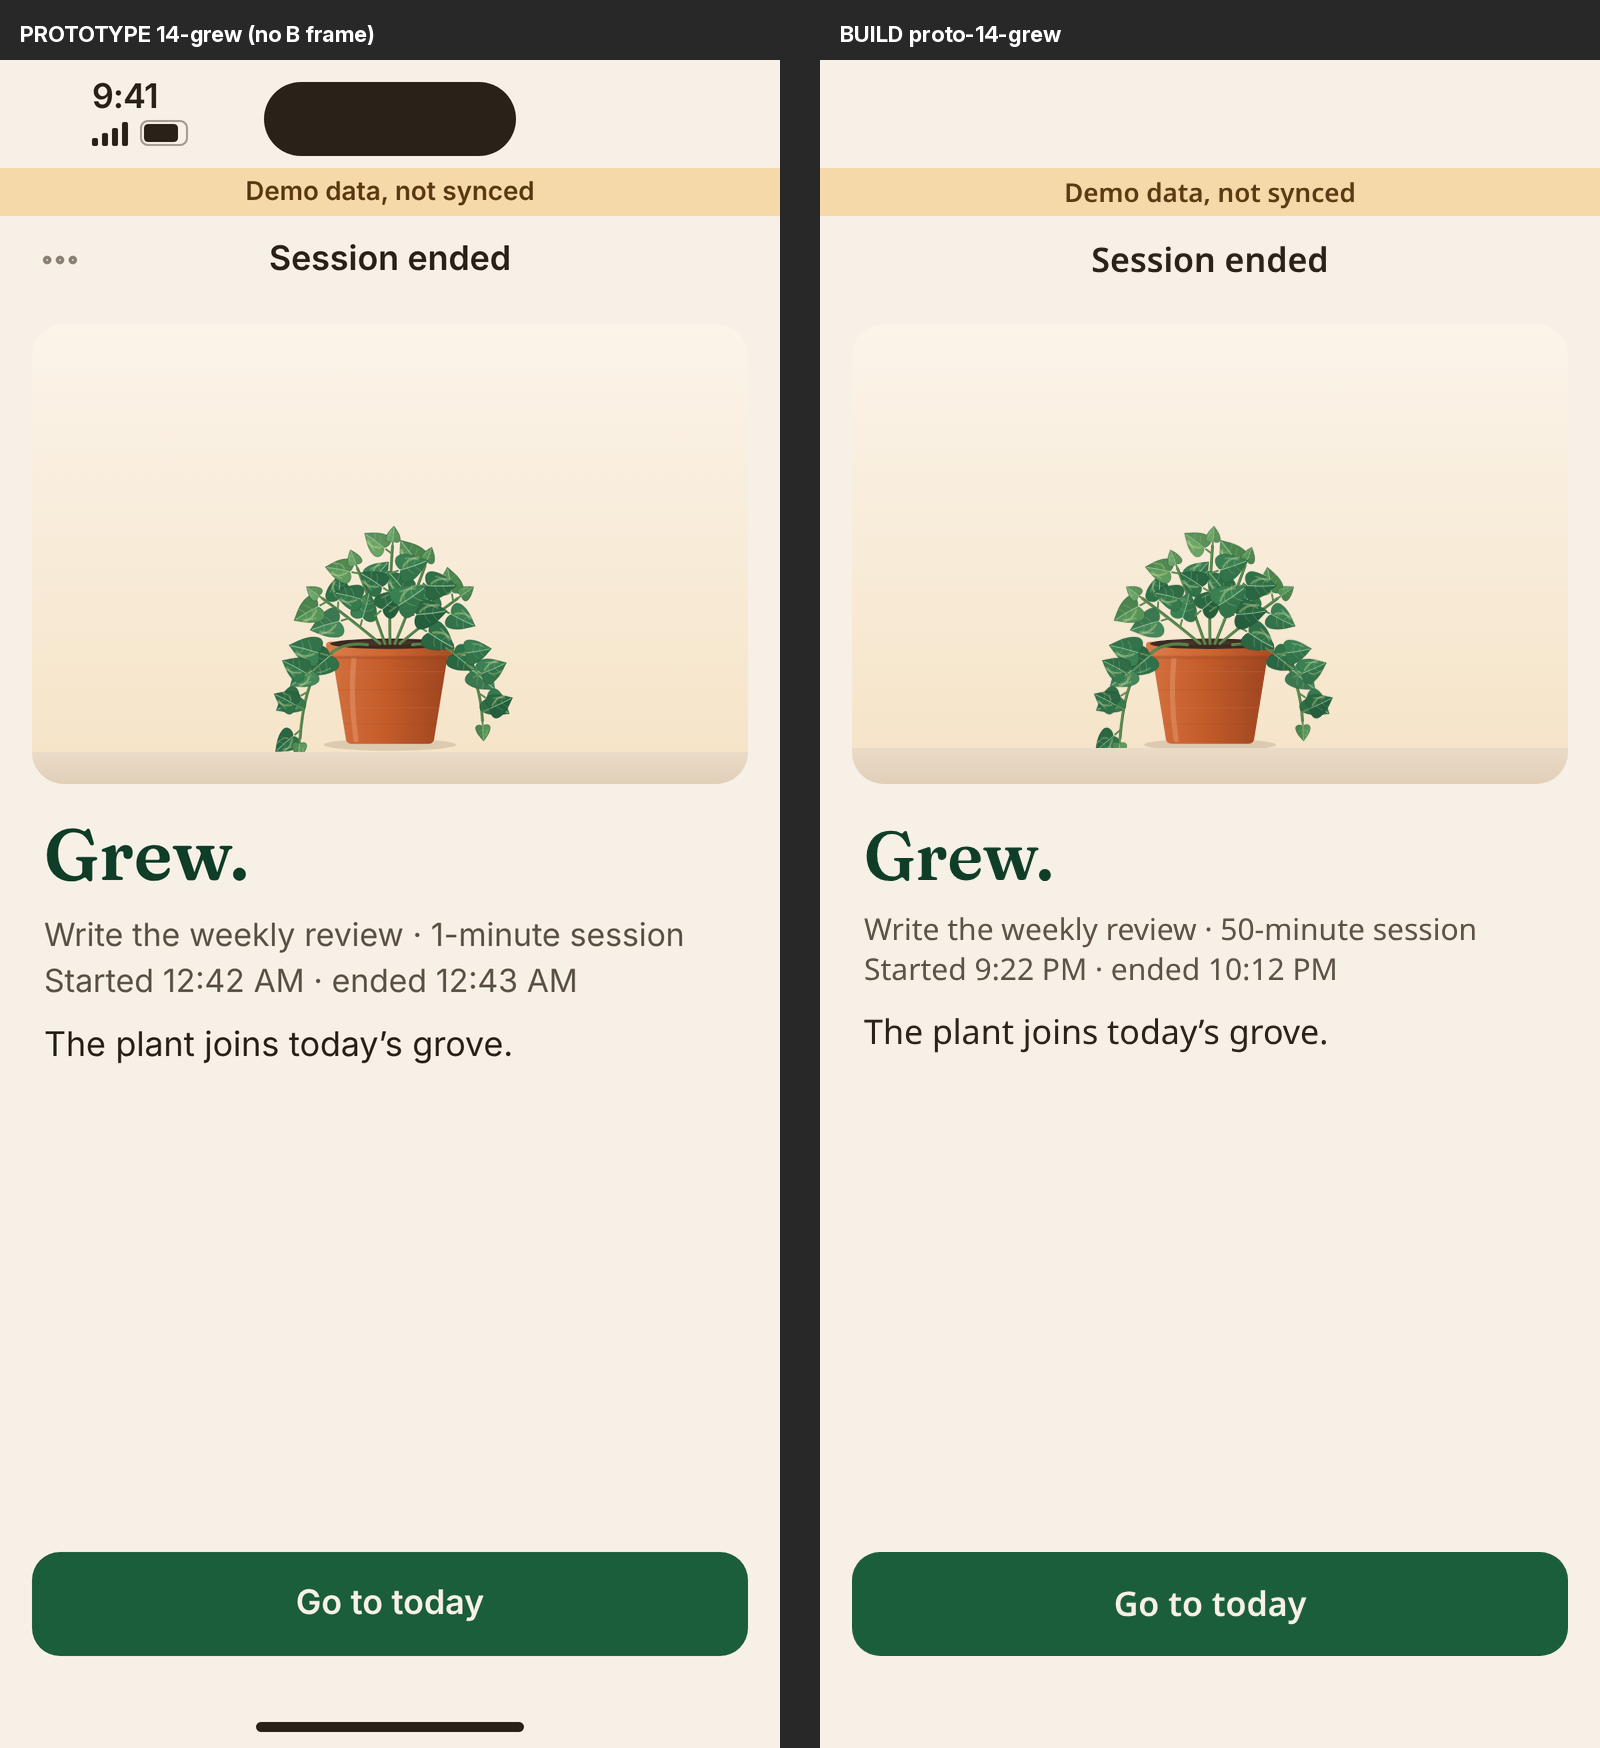 PROTOTYPE 14-grew (no B frame)
9:41
Demo data, not synced
Session ended
Grew.
Write the weekly review · 1-minute session
Started 12:42 AM · ended 12:43 AM
The plant joins today’s grove.
Go to today
BUILD proto-14-grew
Demo data, not synced
Session ended
Grew.
Write the weekly review · 50-minute session
Started 9:22 PM · ended 10:12 PM
The plant joins today’s grove.
Go to today